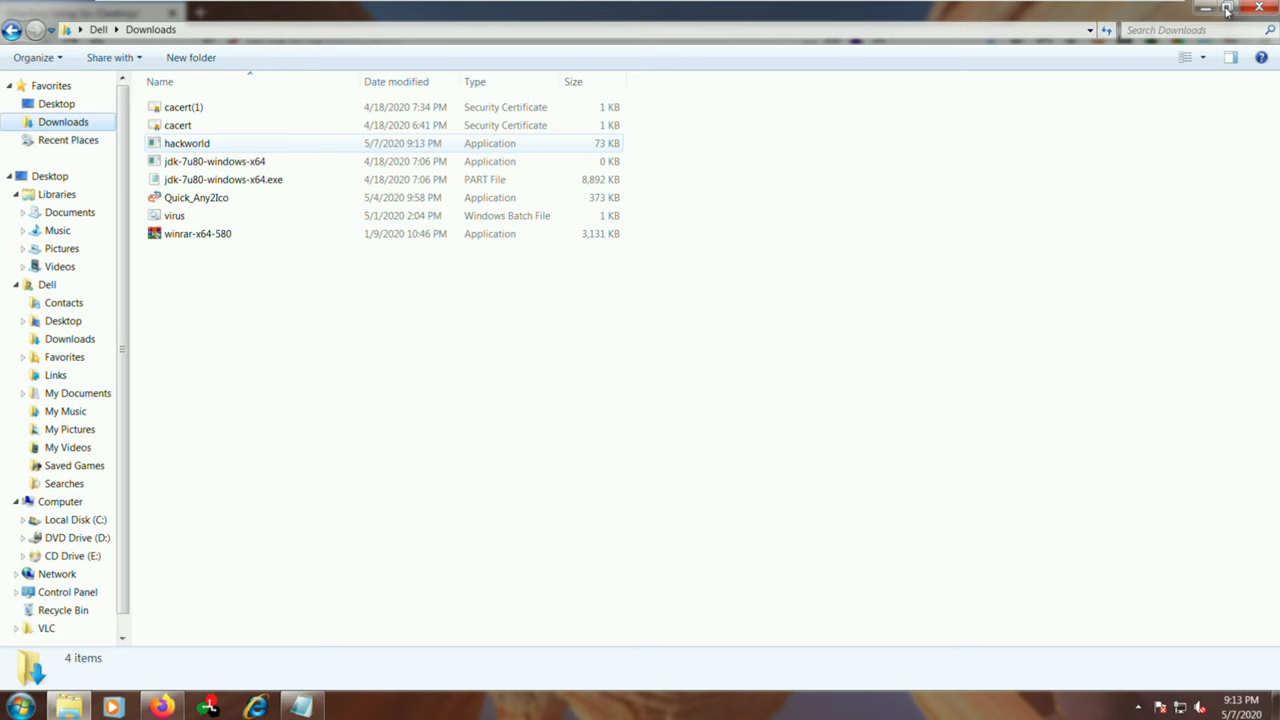 Dell Downloads Search Downloads
Organize Share with New folder
Name Date modified Type Size
Favorites
Desktop
Downloads
Recent Places
Desktop
Libraries
Documents
Music
Pictures
Videos
Dell
Contacts
Desktop
Downloads
Favorites
Links
My Documents
My Music
My Pictures
My Videos
Saved Games
Searches
Computer
Local Disk (C:)
DVD Drive (D:)
CD Drive (E:)
Network
Control Panel
Recycle Bin
VLC
cacert(1) 4/18/2020 7:34 PM Security Certificate 1 KB
cacert 4/18/2020 6:41 PM Security Certificate 1 KB
hackworld 5/7/2020 9:13 PM Application 73 KB
jdk-7u80-windows-x64 4/18/2020 7:06 PM Application 0 KB
jdk-7u80-windows-x64.exe 4/18/2020 7:06 PM PART File 8,892 KB
Quick_Any2Ico 5/4/2020 9:58 PM Application 373 KB
virus 5/1/2020 2:04 PM Windows Batch File 1 KB
winrar-x64-580 1/9/2020 10:46 PM Application 3,131 KB
4 items
9:13 PM
5/7/2020